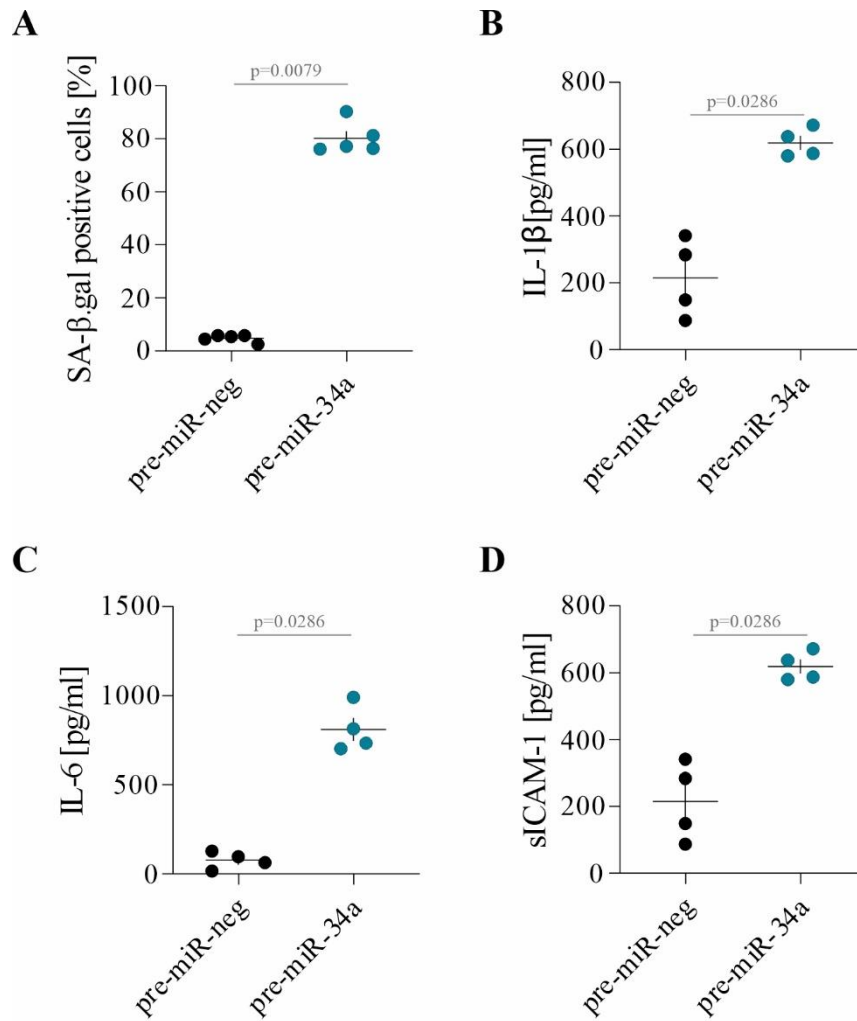 A
SA-β.gal positive cells [%]
100
80
60
40
20
0
p=0.0079
pre-miR-neg
pre-miR-34a
B
IL-1β[pg/ml]
800
600
400
200
0
p=0.0286
pre-miR-neg
pre-miR-34a
C
IL-6 [pg/ml]
1500
1000
500
0
p=0.0286
pre-miR-neg
pre-miR-34a
D
sICAM-1 [pg/ml]
800
600
400
200
0
p=0.0286
pre-miR-neg
pre-miR-34a